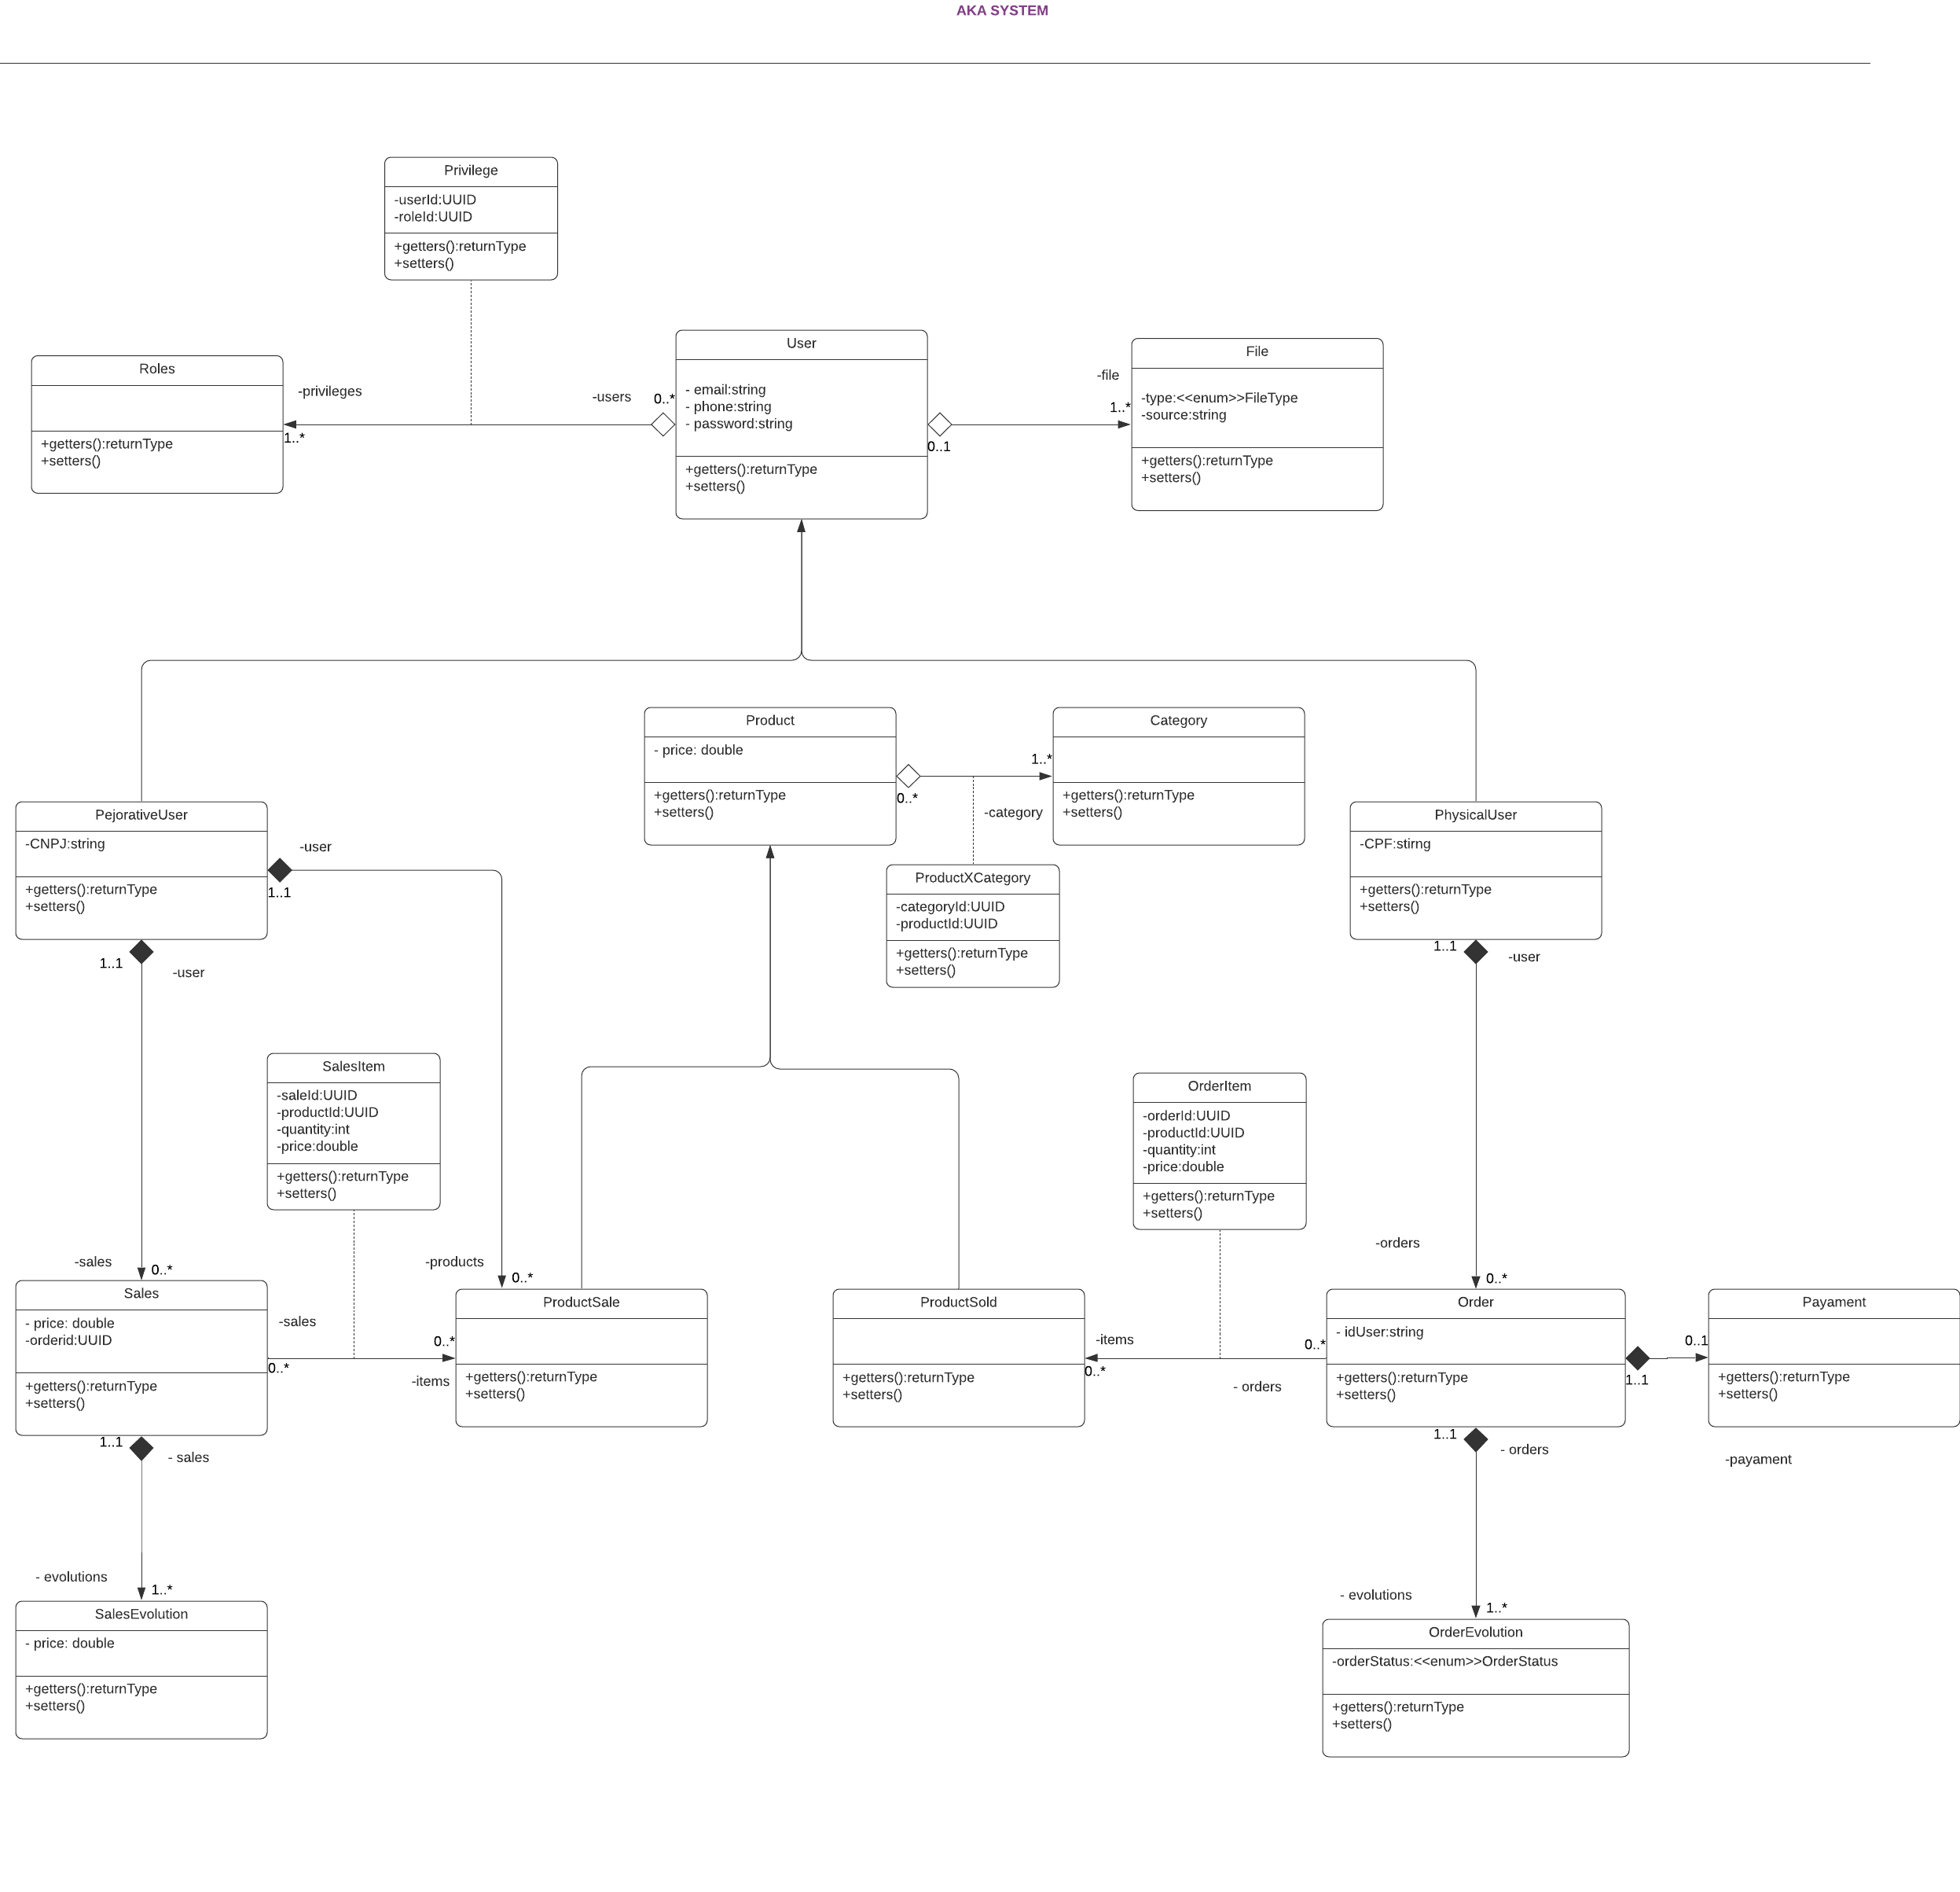 AKA SYSTEM
Privilege
-userId:UUID
-roleId:UUID
+getters():returnType
+setters()
Roles
+getters():returnType
+setters()
-privileges
1..*
-users
0..*
User
- email:string
- phone:string
- password:string
+getters():returnType
+setters()
0..1
-file
1..*
File
-type:<<enum>>FileType
-source:string
+getters():returnType
+setters()
Product
- price: double
+getters():returnType
+setters()
0..*
1..*
-category
Category
+getters():returnType
+setters()
ProductXCategory
-categoryId:UUID
-productId:UUID
+getters():returnType
+setters()
PejorativeUser
-CNPJ:string
+getters():returnType
+setters()
-user
1..1
1..1
-user
PhysicalUser
-CPF:stirng
+getters():returnType
+setters()
1..1
-user
SalesItem
-saleId:UUID
-productId:UUID
-quantity:int
-price:double
+getters():returnType
+setters()
OrderItem
-orderId:UUID
-productId:UUID
-quantity:int
-price:double
+getters():returnType
+setters()
-sales
0..*
-products
0..*
-orders
0..*
Sales
- price: double
-orderid:UUID
+getters():returnType
+setters()
-sales
0..*
0..*
-items
ProductSale
+getters():returnType
+setters()
ProductSold
+getters():returnType
+setters()
-items
0..*
0..*
- orders
Order
- idUser:string
+getters():returnType
+setters()
0..1
1..1
Payament
+getters():returnType
+setters()
-payament
1..1
- sales
1..1
- orders
- evolutions
1..*
- evolutions
1..*
SalesEvolution
- price: double
+getters():returnType
+setters()
OrderEvolution
-orderStatus:<<enum>>OrderStatus
+getters():returnType
+setters()